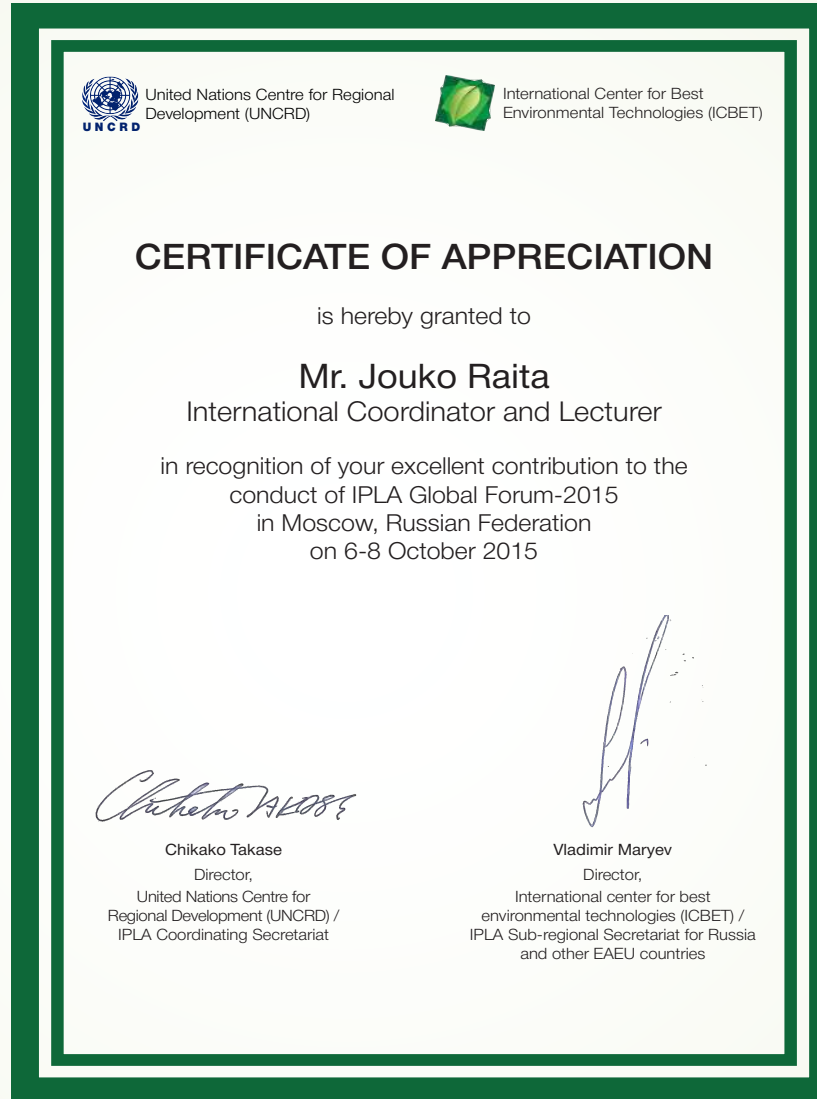 United Nations Centre for Regional
Development (UNCRD)
UNCRD
International Center for Best
Environmental Technologies (ICBET)
CERTIFICATE OF APPRECIATION
is hereby granted to
Mr. Jouko Raita
International Coordinator and Lecturer
in recognition of your excellent contribution to the
conduct of IPLA Global Forum-2015
in Moscow, Russian Federation
on 6-8 October 2015
Chikako Takase
Director,
United Nations Centre for
Regional Development (UNCRD) /
IPLA Coordinating Secretariat
Vladimir Maryev
Director,
International center for best
environmental technologies (ICBET) /
IPLA Sub-regional Secretariat for Russia
and other EAEU countries